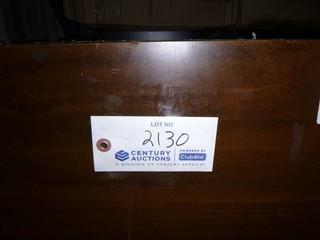 LOT NO
2130
CENTURY AUCTIONS
POWERED BY ClubBid
A DIVISION OF CENTURY SERVICES